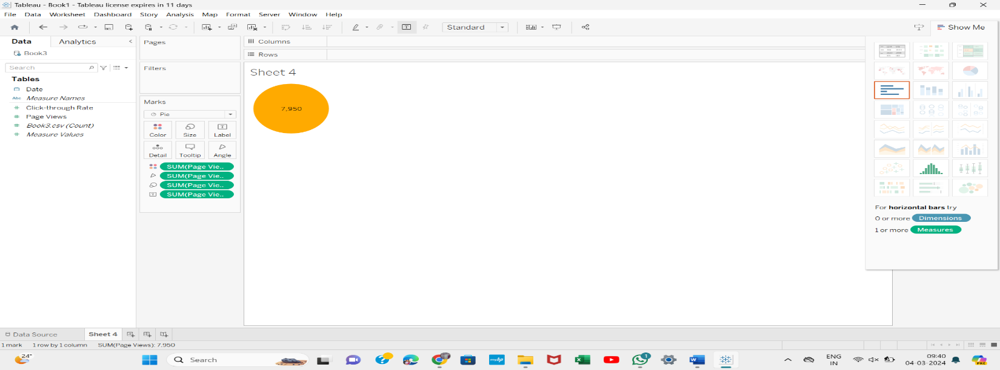 Tableau - Book1 - Tableau license expires in 11 days
File Data Worksheet Dashboard Story Analysis Map Format Server Window Help
Standard
Show Me
Data Analytics
Book3
Search
Tables
Date
Abc Measure Names
Click-through Rate
Page Views
Book3.csv (Count)
Measure Values
Pages
Filters
Marks
Pie
Color Size Label
Detail Tooltip Angle
SUM(Page Vie..
SUM(Page Vie..
SUM(Page Vie..
SUM(Page Vie..
Columns
Rows
Sheet 4
7,950
For horizontal bars try
0 or more Dimensions
1 or more Measures
Data Source Sheet 4
1 mark 1 row by 1 column SUM(Page Views): 7,950
24°
Search
myhp
1
ENG
IN
09:40
04-03-2024
PRE